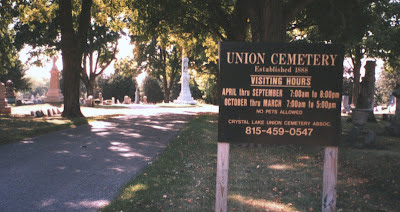 UNION CEMETERY
Established 1888
VISITING HOURS
APRIL thru SEPTEMBER 7:00am to 8:00pm
OCTOBER thru MARCH 7:00am to 5:00pm
NO PETS ALLOWED
CRYSTAL LAKE UNION CEMETERY ASSOC.
815-459-0547